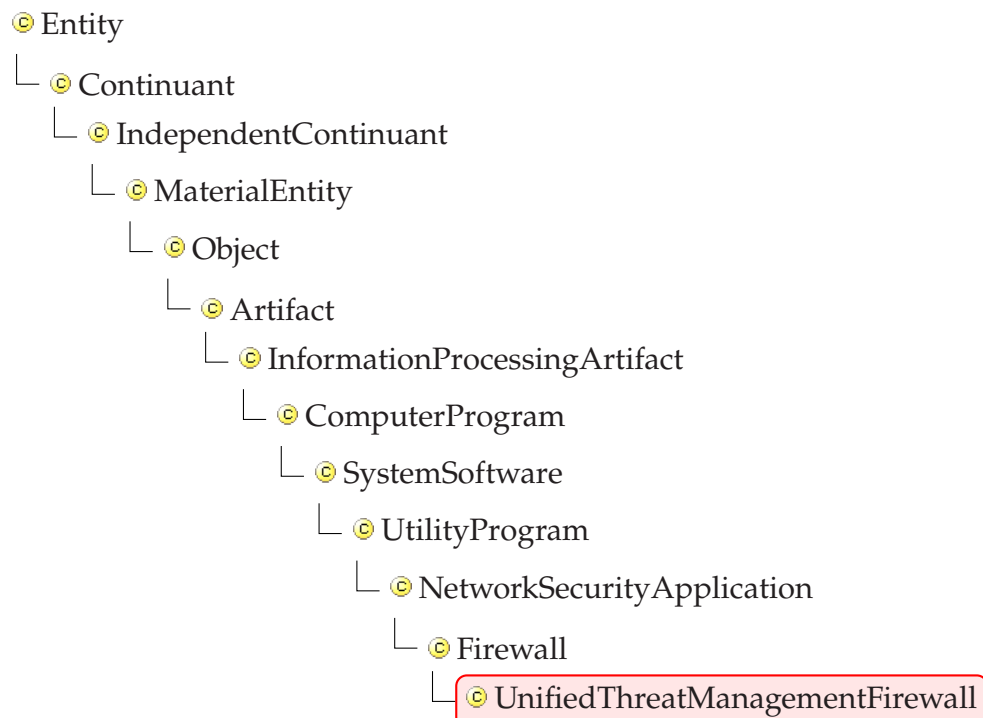 Entity
Continuant
IndependentContinuant
MaterialEntity
Object
Artifact
InformationProcessingArtifact
ComputerProgram
SystemSoftware
UtilityProgram
NetworkSecurityApplication
Firewall
UnifiedThreatManagementFirewall